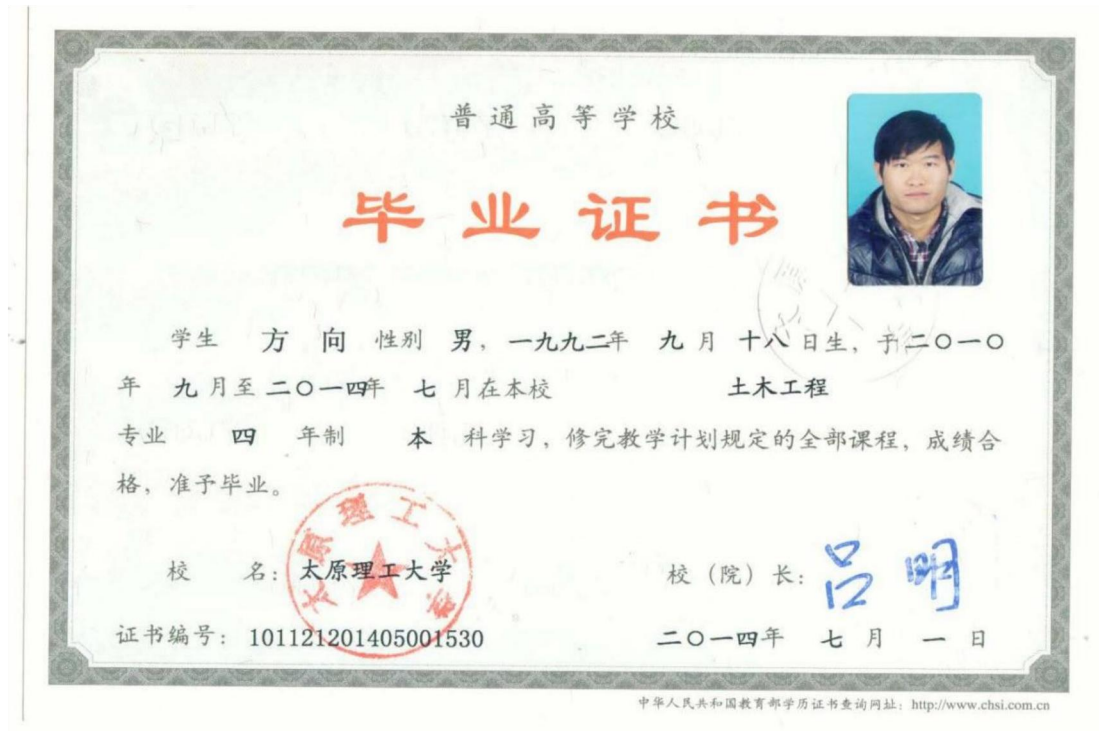 普通高等学校
毕业证书
学生 方向 性别 男，一九九二年 九月十八日生，于二〇一〇
年 九月至二〇一四年 七月在本校 土木工程
专业 四 年制 本 科学习，修完教学计划规定的全部课程，成绩合
格，准予毕业。
太原理工大学
校 名：太原理工大学 校（院）长：吕明
证书编号：101121201405001530 二〇一四年 七月 一日
中华人民共和国教育部学历证书查询网址：http://www.chsi.com.cn